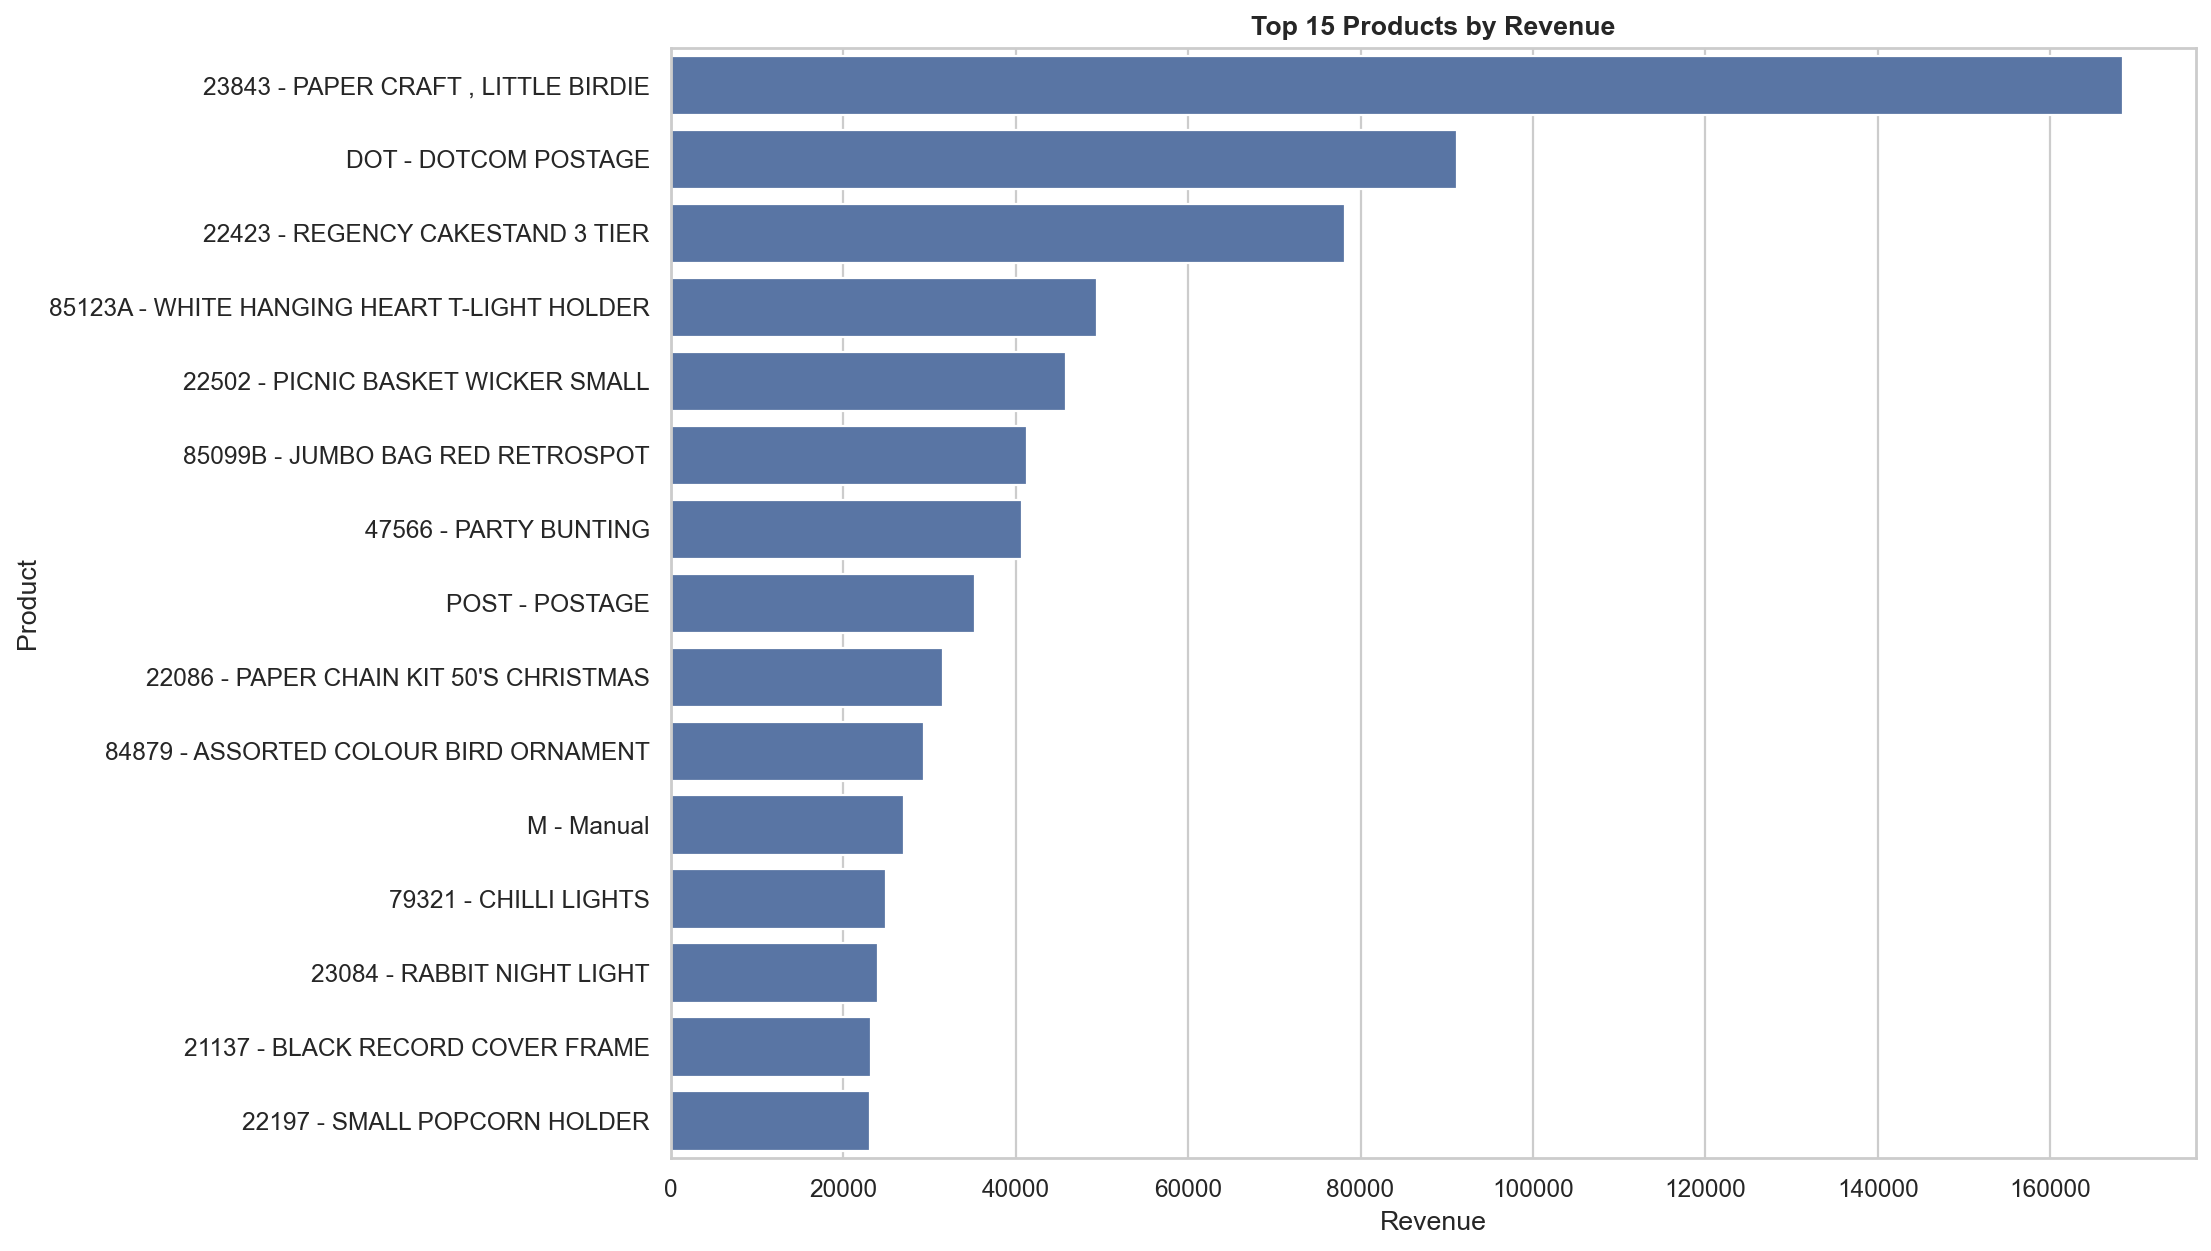 Top 15 Products by Revenue
23843 - PAPER CRAFT , LITTLE BIRDIE
DOT - DOTCOM POSTAGE
22423 - REGENCY CAKESTAND 3 TIER
85123A - WHITE HANGING HEART T-LIGHT HOLDER
22502 - PICNIC BASKET WICKER SMALL
85099B - JUMBO BAG RED RETROSPOT
47566 - PARTY BUNTING
POST - POSTAGE
22086 - PAPER CHAIN KIT 50'S CHRISTMAS
84879 - ASSORTED COLOUR BIRD ORNAMENT
M - Manual
79321 - CHILLI LIGHTS
23084 - RABBIT NIGHT LIGHT
21137 - BLACK RECORD COVER FRAME
22197 - SMALL POPCORN HOLDER
Product
0 20000 40000 60000 80000 100000 120000 140000 160000
Revenue